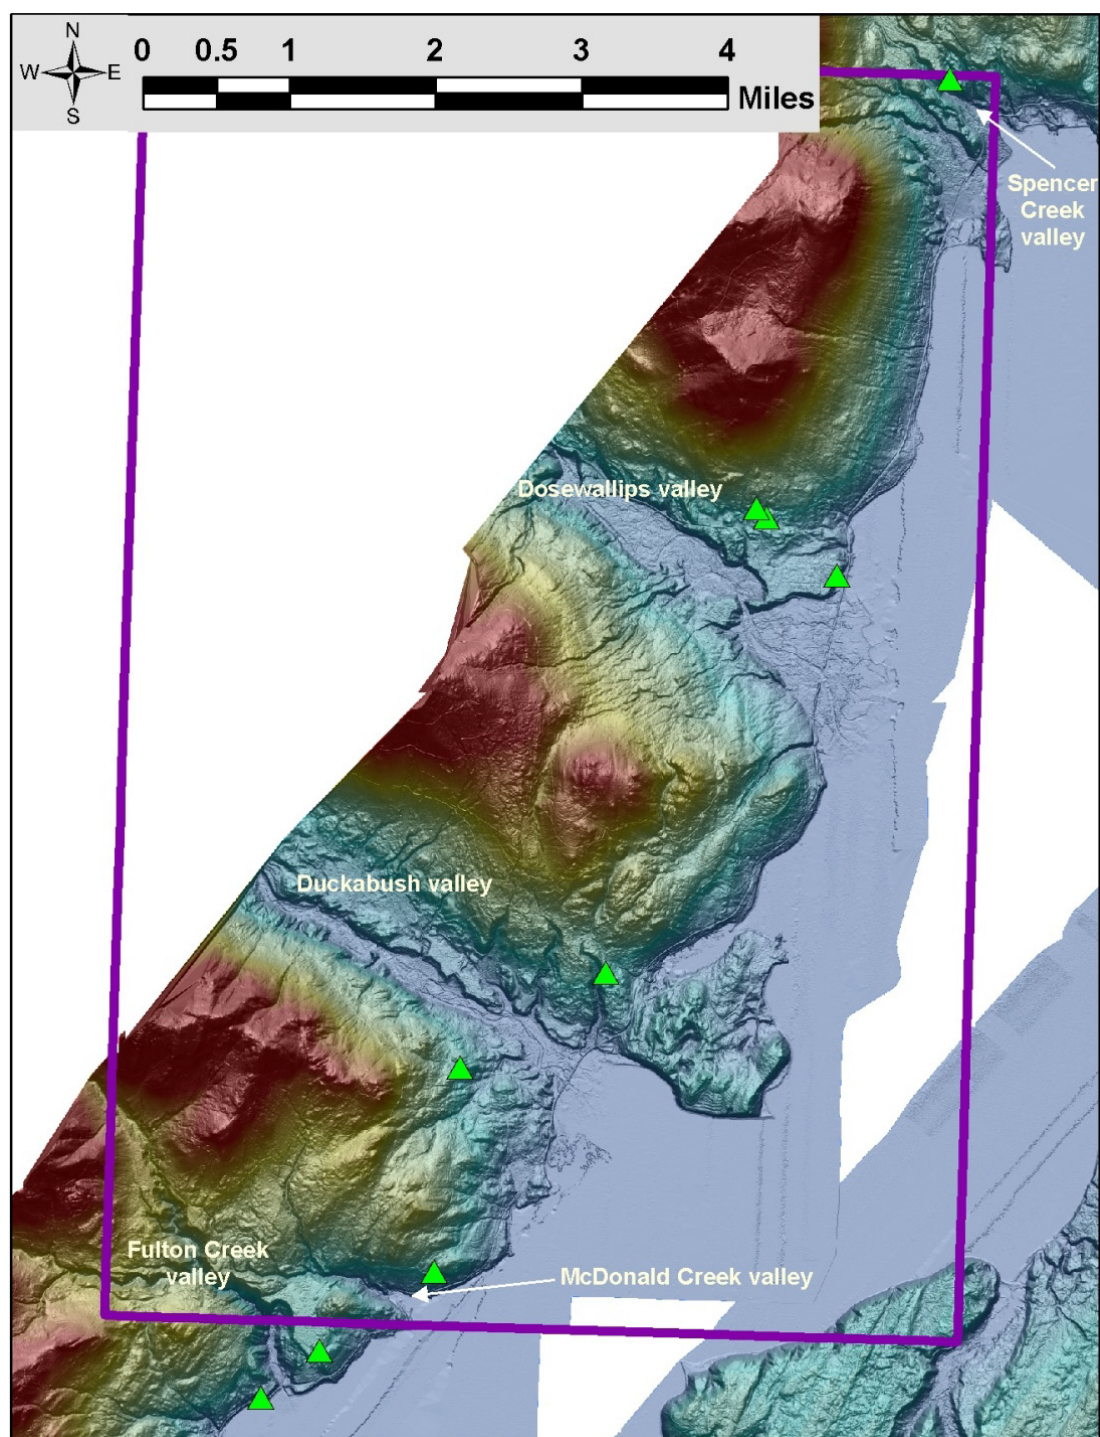 N
W E
S
0 0.5 1 2 3 4
Miles
Spencer
Creek
valley
Dosewallips valley
Duckabush valley
Fulton Creek
valley
McDonald Creek valley